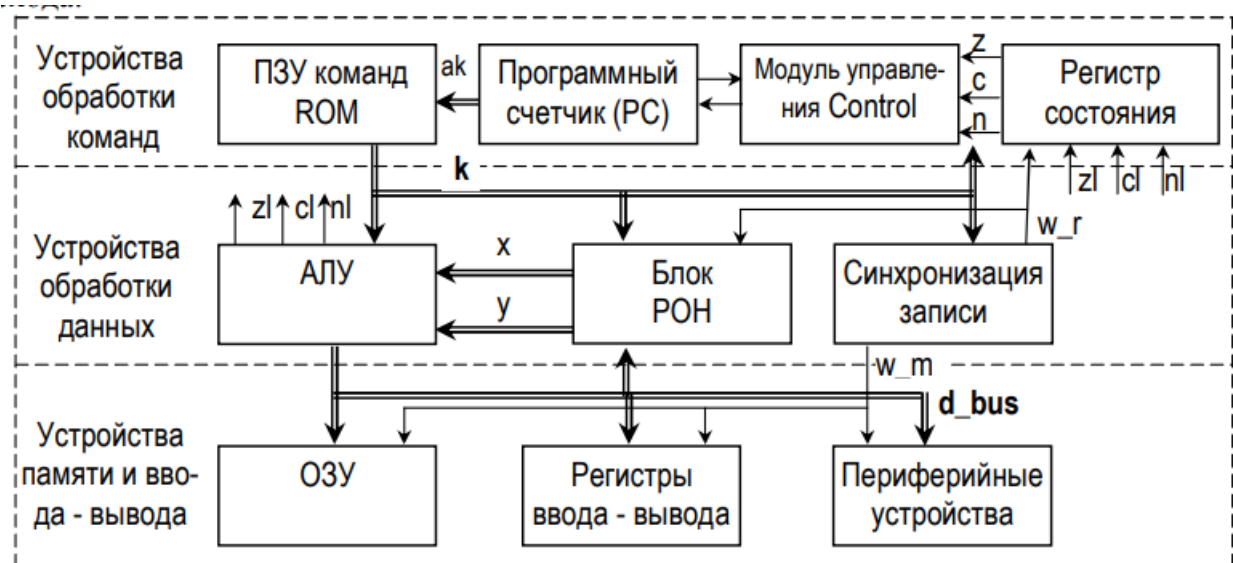 Устройства
обработки
команд
ПЗУ команд
ROM
ak
Программный
счетчик (PC)
Модуль управле-
ния Control
z
c
n
Регистр
состояния
k
zl
cl
nl
zl
cl
nl
w_r
Устройства
обработки
данных
АЛУ
x
y
Блок
РОН
Синхронизация
записи
w_m
d_bus
Устройства
памяти и вво-
да - вывода
ОЗУ
Регистры
ввода - вывода
Периферийные
устройства